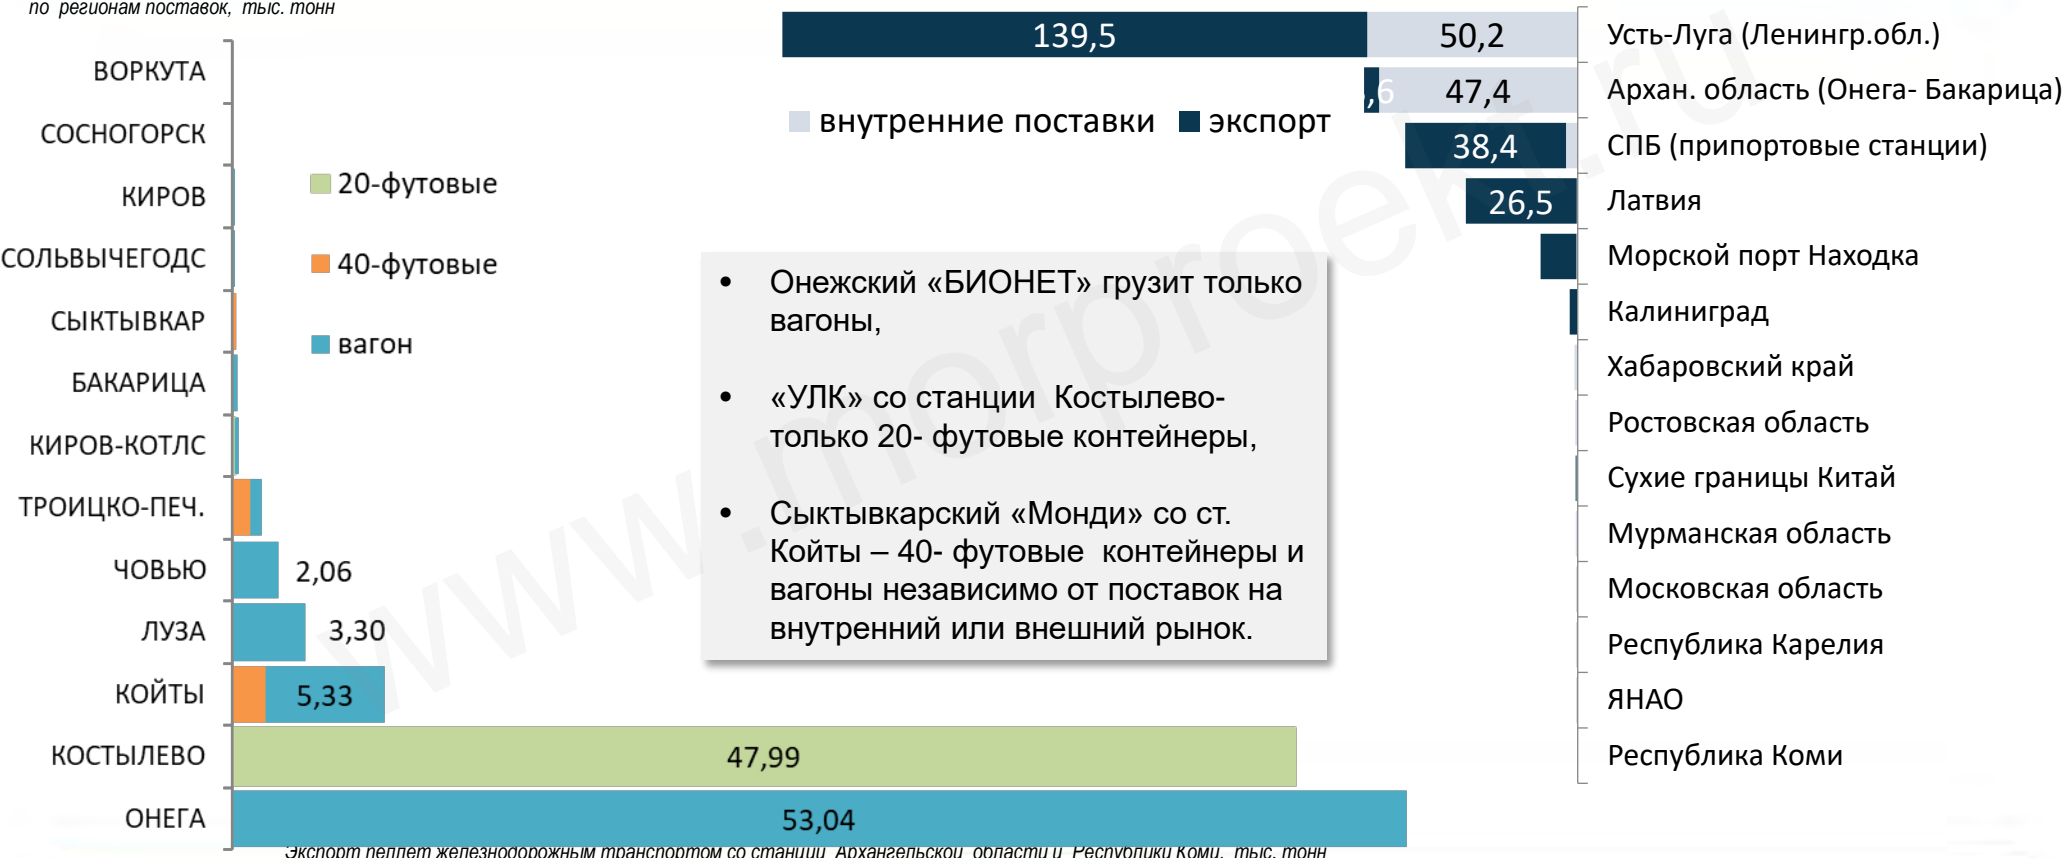 по регионам поставок, тыс. тонн
ВОРКУТА
СОСНОГОРСК
КИРОВ
СОЛЬВЫЧЕГОДС
СЫКТЫВКАР
БАКАРИЦА
КИРОВ-КОТЛС
ТРОИЦКО-ПЕЧ.
ЧОВЬЮ
2,06
ЛУЗА
3,30
КОЙТЫ
5,33
КОСТЫЛЕВО
47,99
ОНЕГА
53,04
20-футовые
40-футовые
вагон
Экспорт пеллет железнодорожным транспортом со станций Архангельской области и Республики Коми, тыс. тонн
139,5
50,2
Усть-Луга (Ленингр.обл.)
,6
47,4
Архан. область (Онега- Бакарица)
внутренние поставки
экспорт
38,4
СПБ (припортовые станции)
26,5
Латвия
Морской порт Находка
Калиниград
Хабаровский край
Ростовская область
Сухие границы Китай
Мурманская область
Московская область
Республика Карелия
ЯНАО
Республика Коми
• Онежский «БИОНЕТ» грузит только
вагоны,
• «УЛК» со станции Костылево-
только 20- футовые контейнеры,
• Сыктывкарский «Монди» со ст.
Койты – 40- футовые контейнеры и
вагоны независимо от поставок на
внутренний или внешний рынок.
www.morproekt.ru